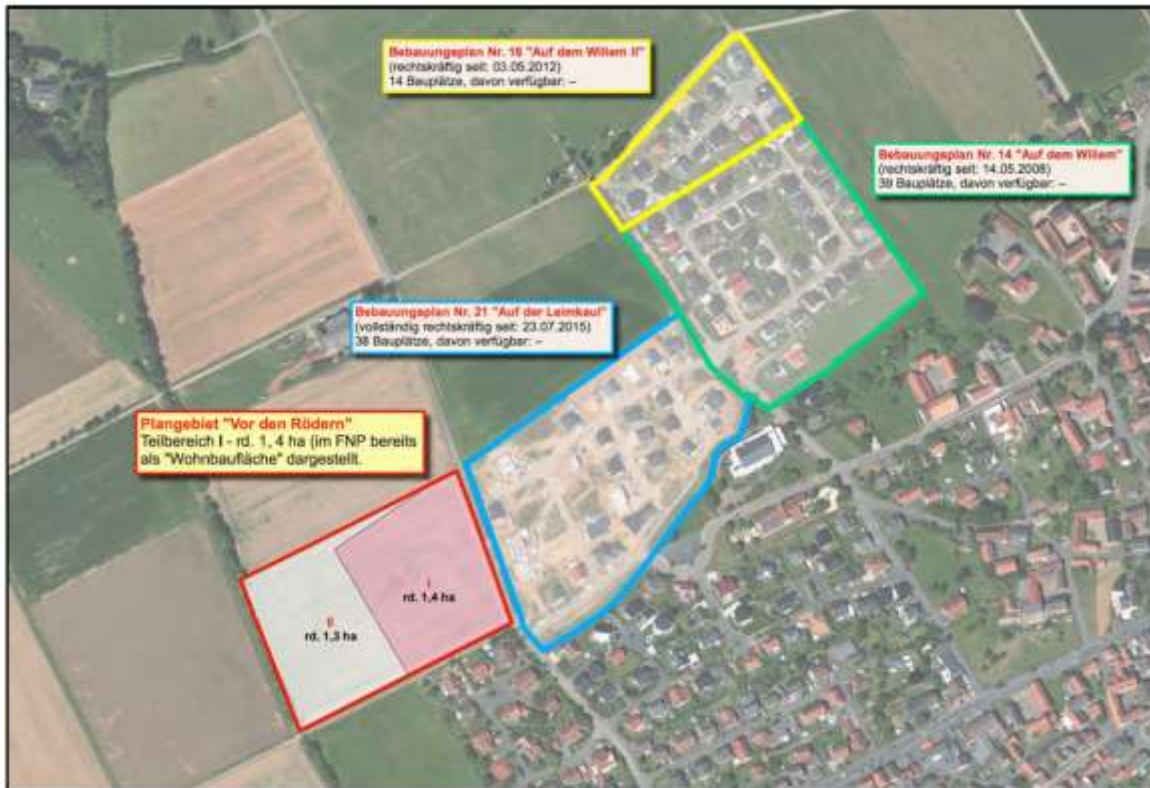 Bebauungsplan Nr. 16 "Auf dem Willem II"
(rechtskräftig seit: 03.05.2012)
14 Bauplätze, davon verfügbar: –
Bebauungsplan Nr. 14 "Auf dem Willem"
(rechtskräftig seit: 14.05.2008)
39 Bauplätze, davon verfügbar: –
Bebauungsplan Nr. 21 "Auf der Leimkaul"
(vollständig rechtskräftig seit: 23.07.2015)
38 Bauplätze, davon verfügbar: –
Plangebiet "Vor den Rödern"
Teilbereich I - rd. 1, 4 ha (im FNP bereits
als "Wohnbaufläche" dargestellt.
I
rd. 1,4 ha
II
rd. 1,3 ha